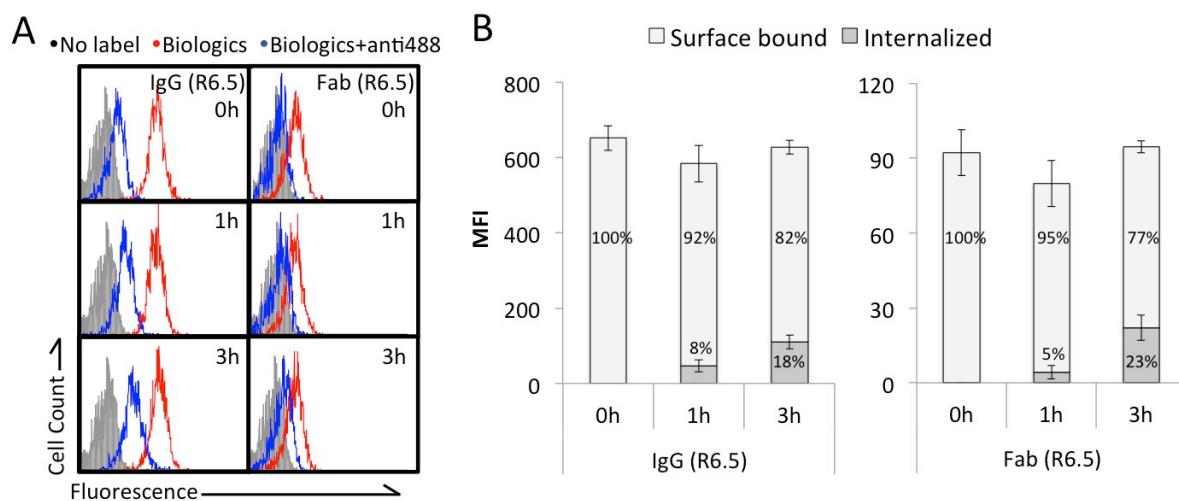 A
•No label •Biologics •Biologics+anti488
IgG (R6.5)
0h
Fab (R6.5)
0h
1h
1h
3h
3h
Cell Count
Fluorescence
B
Surface bound Internalized
MFI
800
600
400
200
0
100%
92%
8%
82%
18%
0h 1h 3h
IgG (R6.5)
120
90
60
30
0
100%
95%
5%
77%
23%
0h 1h 3h
Fab (R6.5)